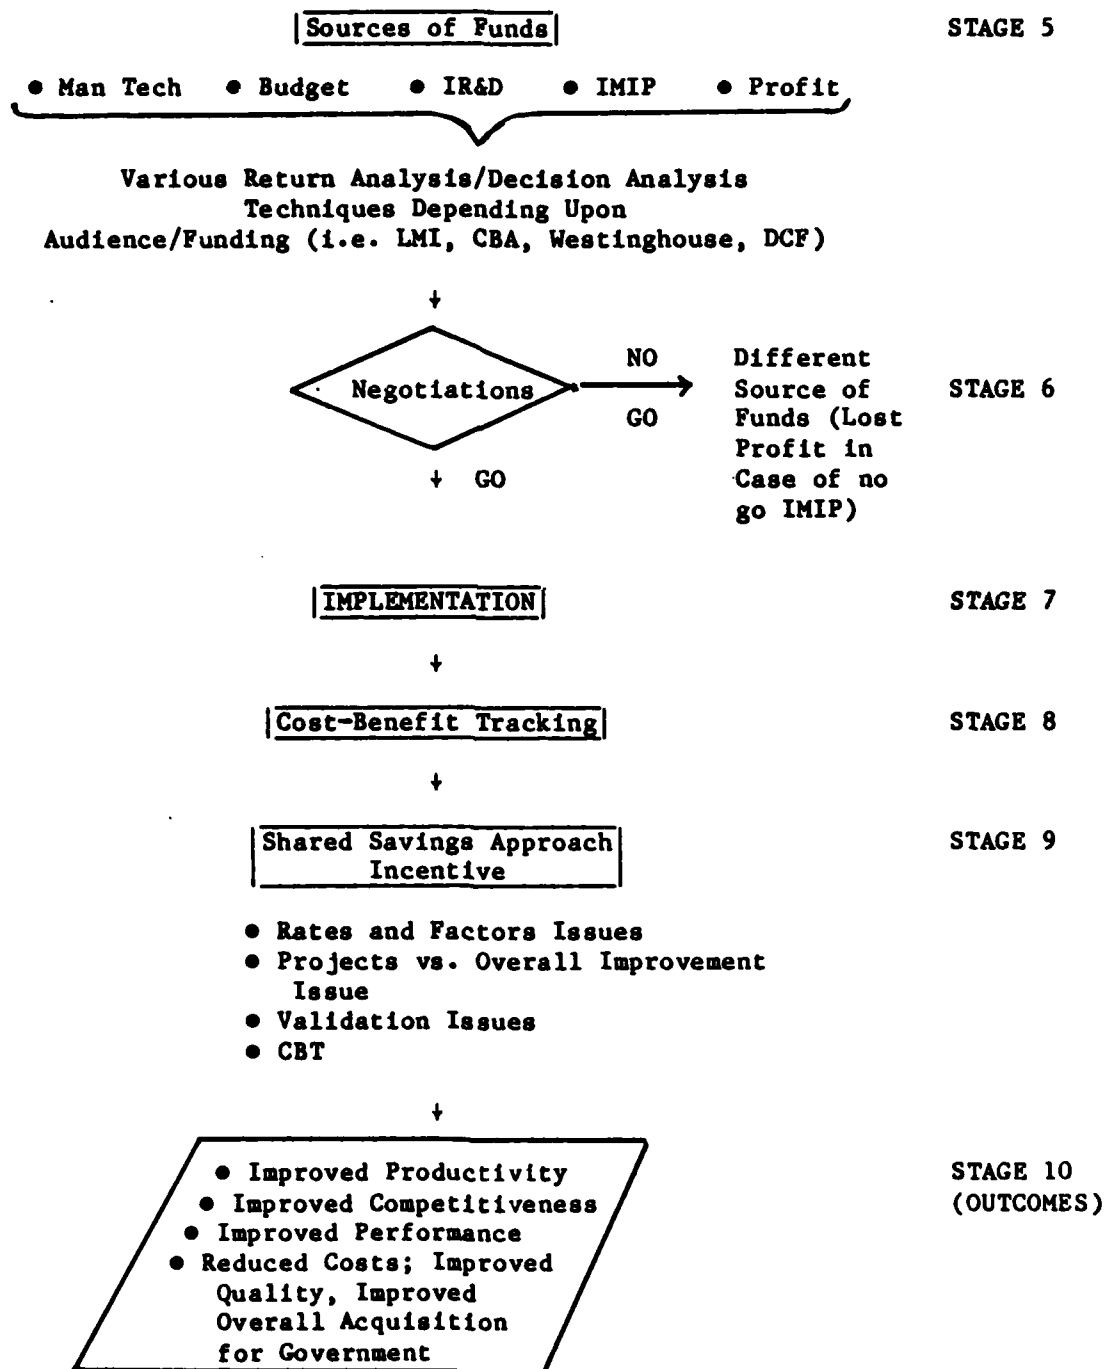 Sources of Funds STAGE 5
● Man Tech ● Budget ● IR&D ● IMIP ● Profit
Various Return Analysis/Decision Analysis
Techniques Depending Upon
Audience/Funding (i.e. LMI, CBA, Westinghouse, DCF)
Negotiations
NO
GO
Different
Source of
Funds (Lost
Profit in
Case of no
go IMIP)
STAGE 6
GO
IMPLEMENTATION STAGE 7
Cost-Benefit Tracking STAGE 8
Shared Savings Approach
Incentive
STAGE 9
● Rates and Factors Issues
● Projects vs. Overall Improvement
Issue
● Validation Issues
● CBT
● Improved Productivity
● Improved Competitiveness
● Improved Performance
● Reduced Costs; Improved
Quality, Improved
Overall Acquisition
for Government
STAGE 10
(OUTCOMES)